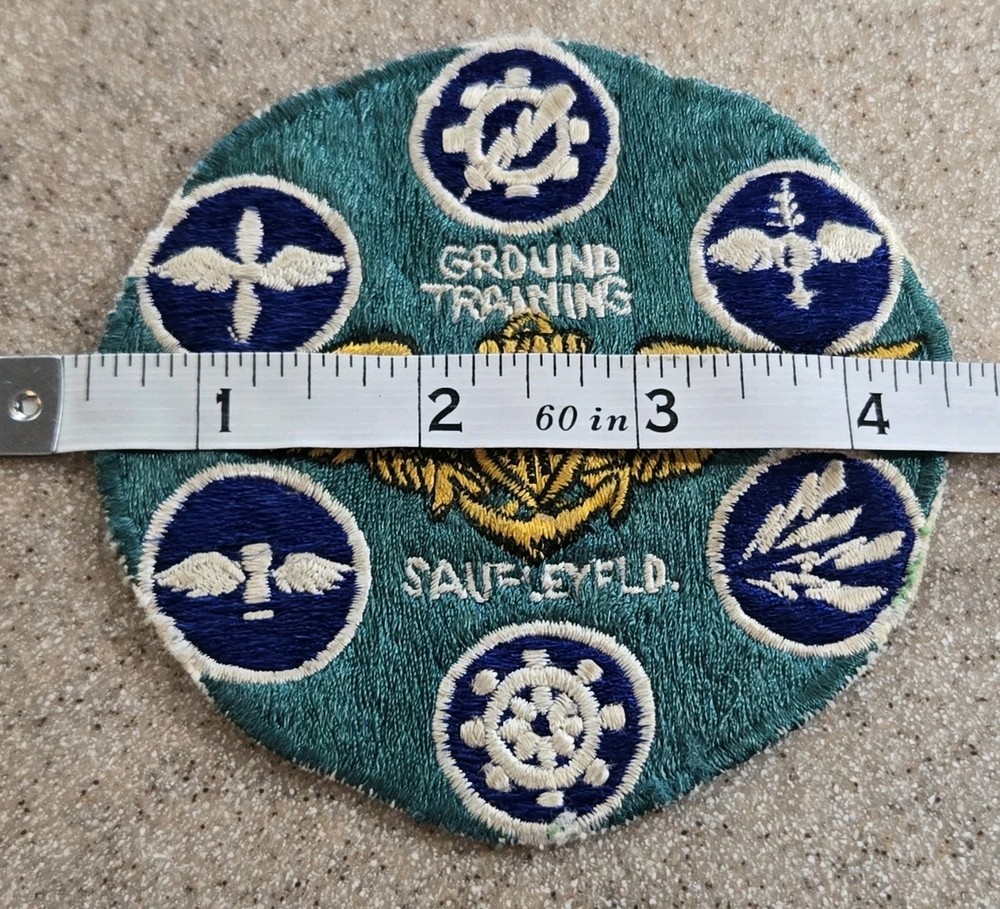 GROUND
TRAINING
1 2 60 in 3 4
SAUFLEY FLD.